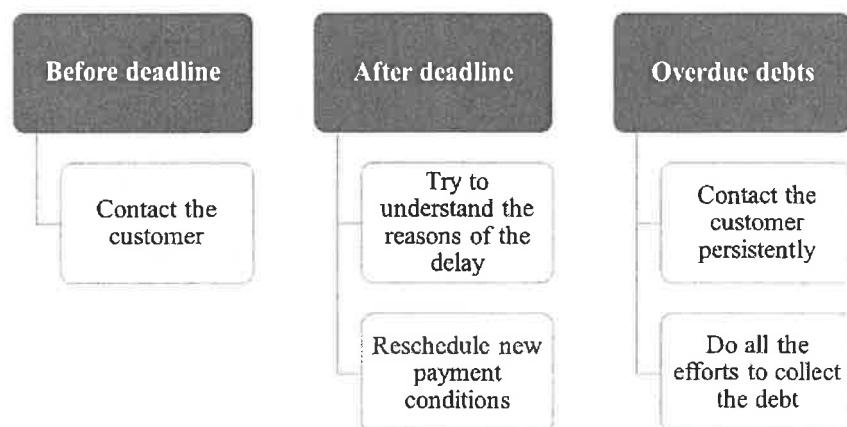 Before deadline
Contact the
customer
After deadline
Try to
understand the
reasons of the
delay
Reschedule new
payment
conditions
Overdue debts
Contact the
customer
persistently
Do all the
efforts to collect
the debt